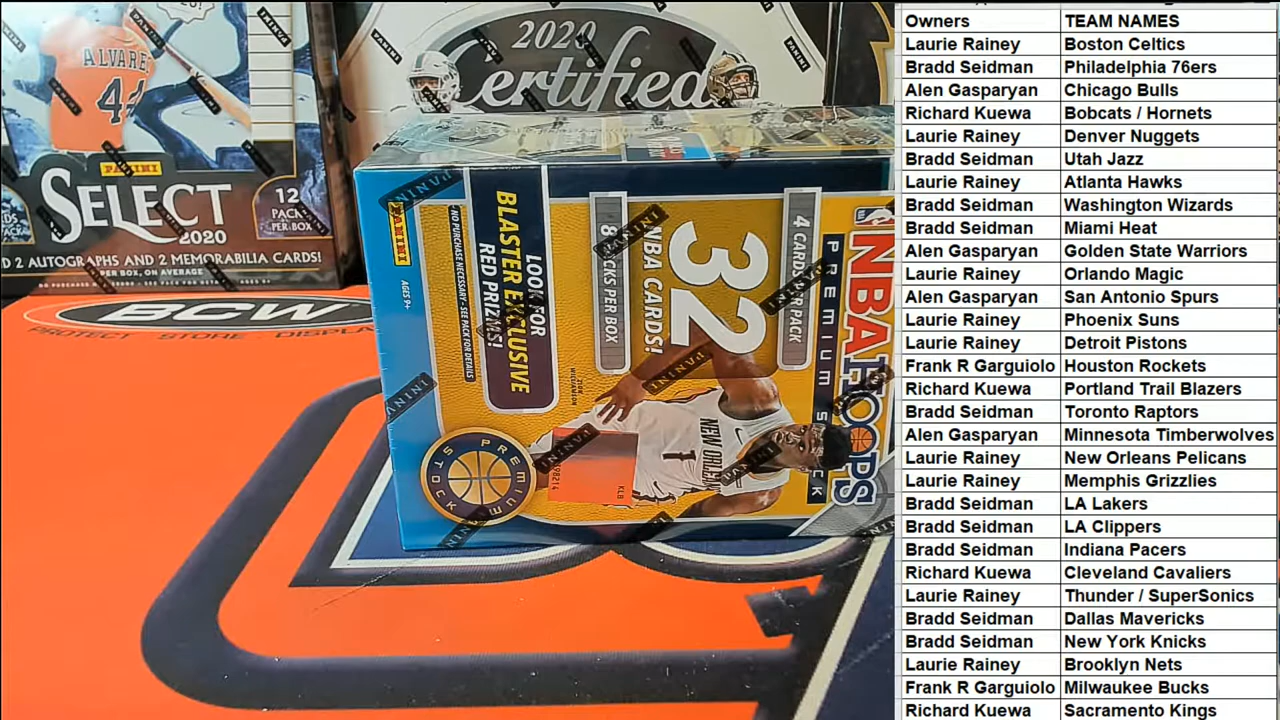 PANINI
ALVAREZ
44
PANINI
SELECT
2020
12
PER BOX
2 AUTOGRAPHS AND 2 MEMORABILIA CARDS!
PER BOX, ON AVERAGE
2020
Certified
BCW
PROTECT STORE DISPLAY
NBA HOOPS
PREMIUM STOCK
4 CARDS PER PACK
32
NBA CARDS!
8 PACKS PER BOX
LOOK FOR
BLASTER EXCLUSIVE
RED PRIZMS!
NO PURCHASE NECESSARY - SEE PACK FOR DETAILS
PANINI
AGES 9+
ZION
WILLIAMSON
NEW ORLEANS
1
KLB
PREMIUM
STOCK
Owners TEAM NAMES
Laurie Rainey Boston Celtics
Bradd Seidman Philadelphia 76ers
Alen Gasparyan Chicago Bulls
Richard Kuewa Bobcats / Hornets
Laurie Rainey Denver Nuggets
Bradd Seidman Utah Jazz
Laurie Rainey Atlanta Hawks
Bradd Seidman Washington Wizards
Bradd Seidman Miami Heat
Alen Gasparyan Golden State Warriors
Laurie Rainey Orlando Magic
Alen Gasparyan San Antonio Spurs
Laurie Rainey Phoenix Suns
Laurie Rainey Detroit Pistons
Frank R Garguiolo Houston Rockets
Richard Kuewa Portland Trail Blazers
Bradd Seidman Toronto Raptors
Alen Gasparyan Minnesota Timberwolves
Laurie Rainey New Orleans Pelicans
Laurie Rainey Memphis Grizzlies
Bradd Seidman LA Lakers
Bradd Seidman LA Clippers
Bradd Seidman Indiana Pacers
Richard Kuewa Cleveland Cavaliers
Laurie Rainey Thunder / SuperSonics
Bradd Seidman Dallas Mavericks
Bradd Seidman New York Knicks
Laurie Rainey Brooklyn Nets
Frank R Garguiolo Milwaukee Bucks
Richard Kuewa Sacramento Kings